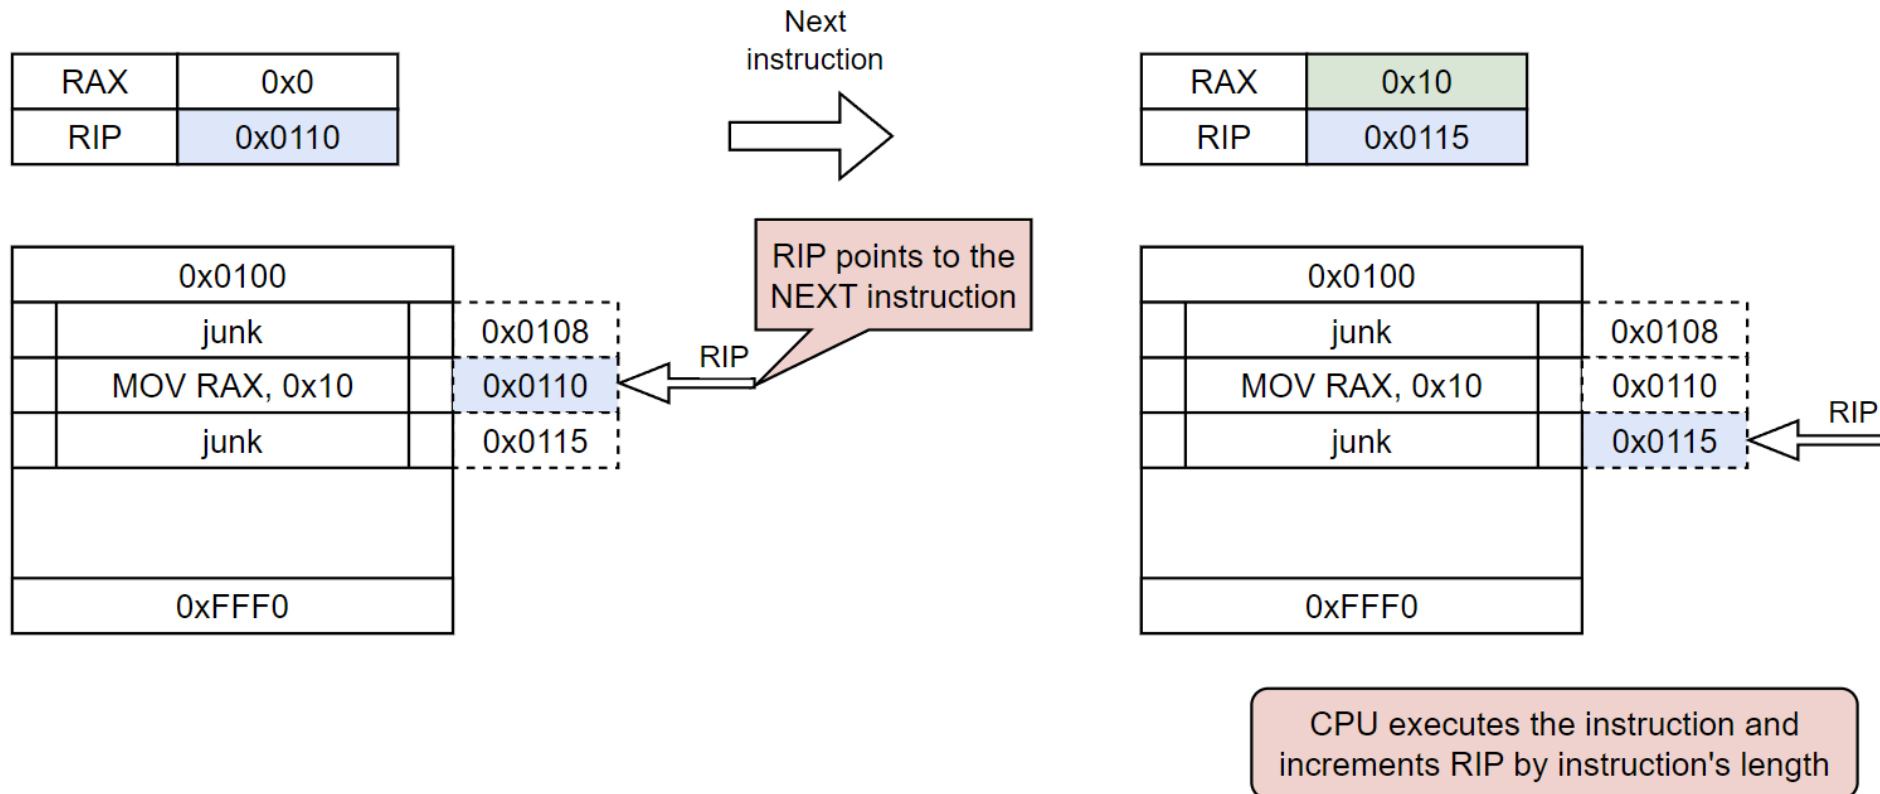 Next
instruction
RAX 0x0
RIP 0x0110
RAX 0x10
RIP 0x0115
0x0100
junk 0x0108
MOV RAX, 0x10 0x0110
junk 0x0115
0xFFF0
RIP
RIP points to the
NEXT instruction
0x0100
junk 0x0108
MOV RAX, 0x10 0x0110
junk 0x0115
0xFFF0
RIP
CPU executes the instruction and
increments RIP by instruction's length